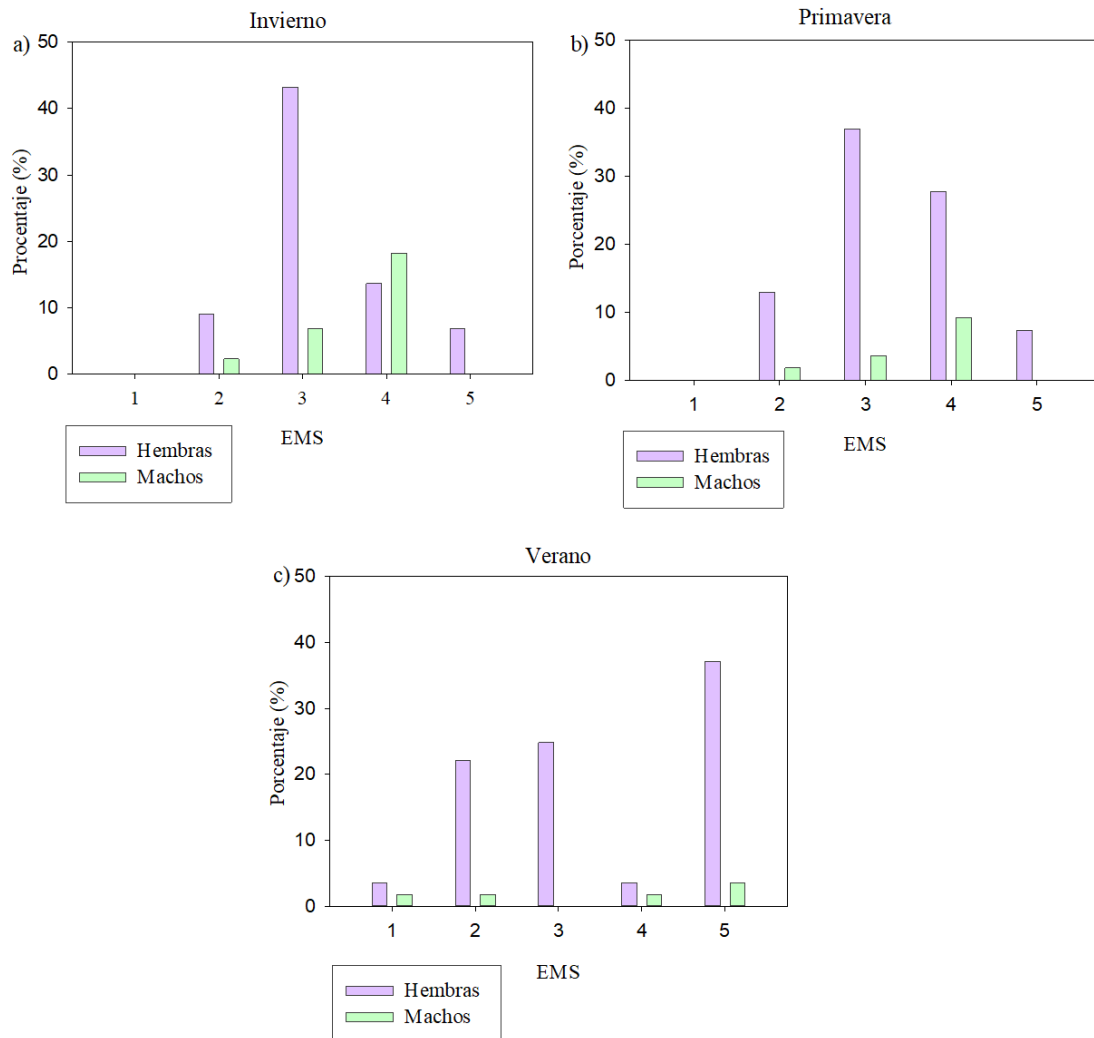 Invierno
a)
50
40
30
20
10
0
Procentaje (%)
1 2 3 4 5
EMS
Hembras
Machos
Primavera
b)
50
40
30
20
10
0
Porcentaje (%)
1 2 3 4 5
EMS
Hembras
Machos
Verano
c)
50
40
30
20
10
0
Porcentaje (%)
1 2 3 4 5
EMS
Hembras
Machos